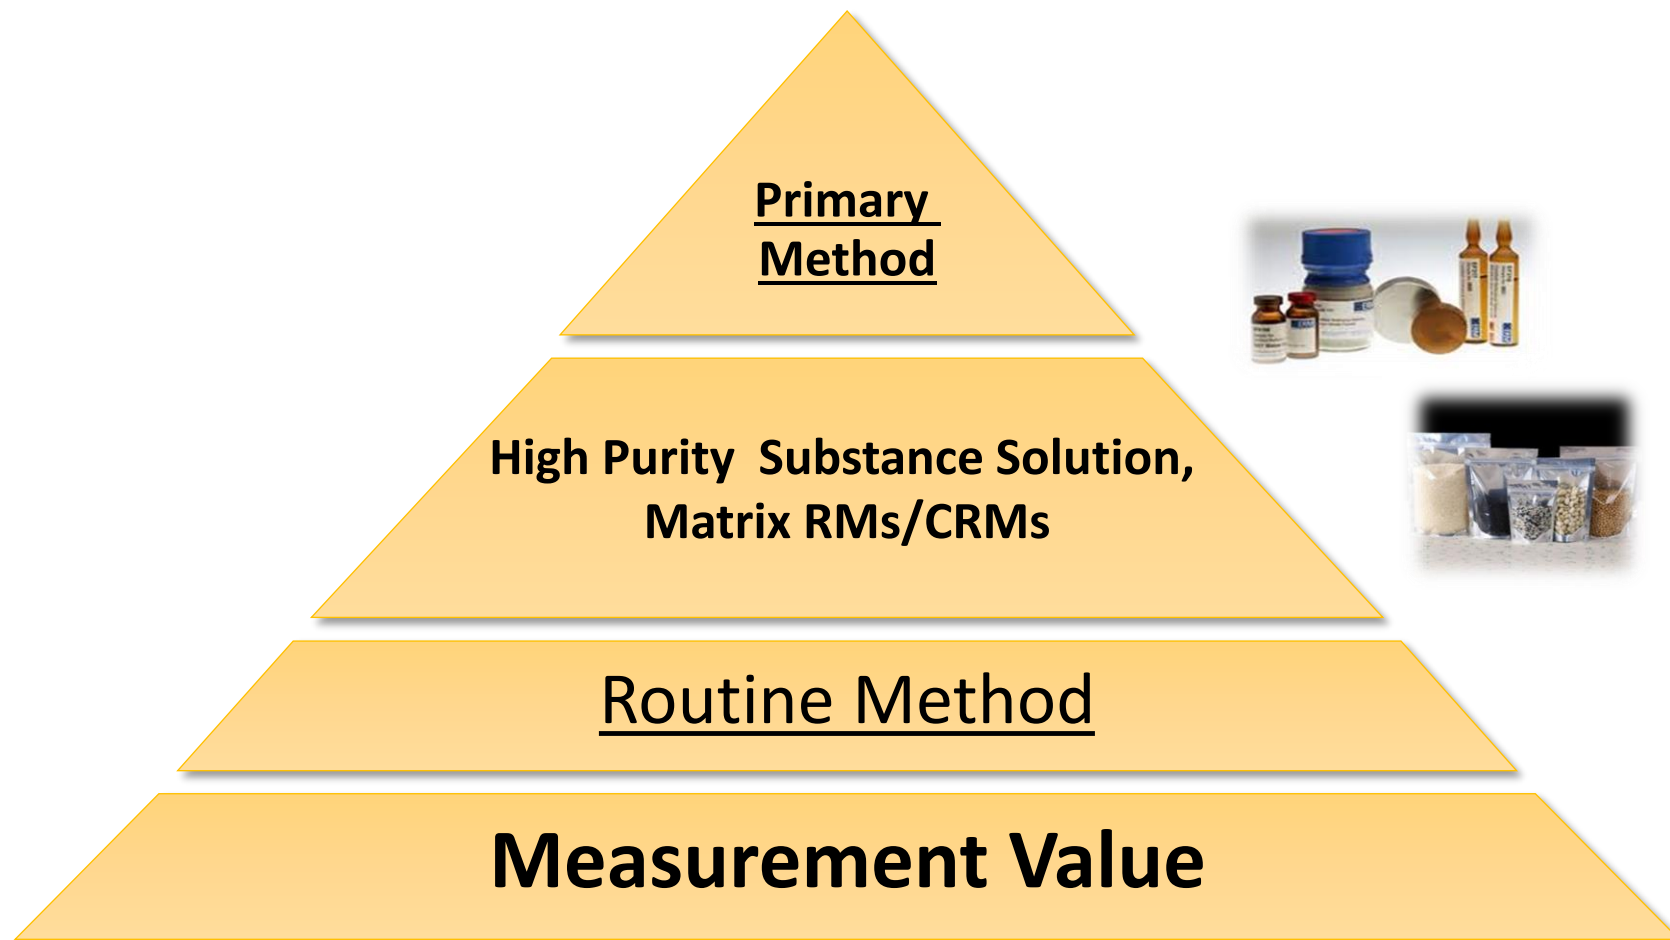 Primary
Method
High Purity  Substance Solution,
Matrix RMs/CRMs
Routine Method
Measurement Value